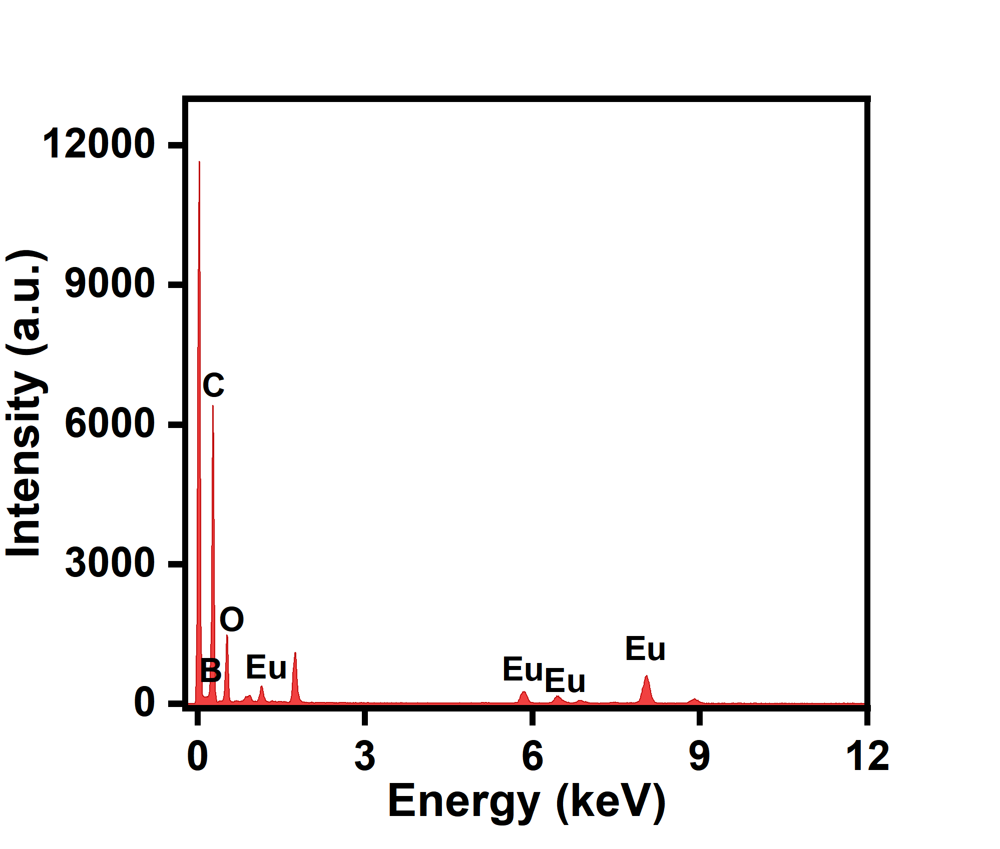 12000
9000
6000
3000
0
Intensity (a.u.)
C
O
B
Eu
Eu
Eu
Eu
0
3
6
9
12
Energy (keV)